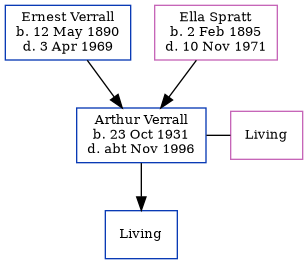 Ernest Verrall
b. 12 May 1890
d. 3 Apr 1969
Ella Spratt
b. 2 Feb 1895
d. 10 Nov 1971
Arthur Verrall
b. 23 Oct 1931
d. abt Nov 1996
Living
Living